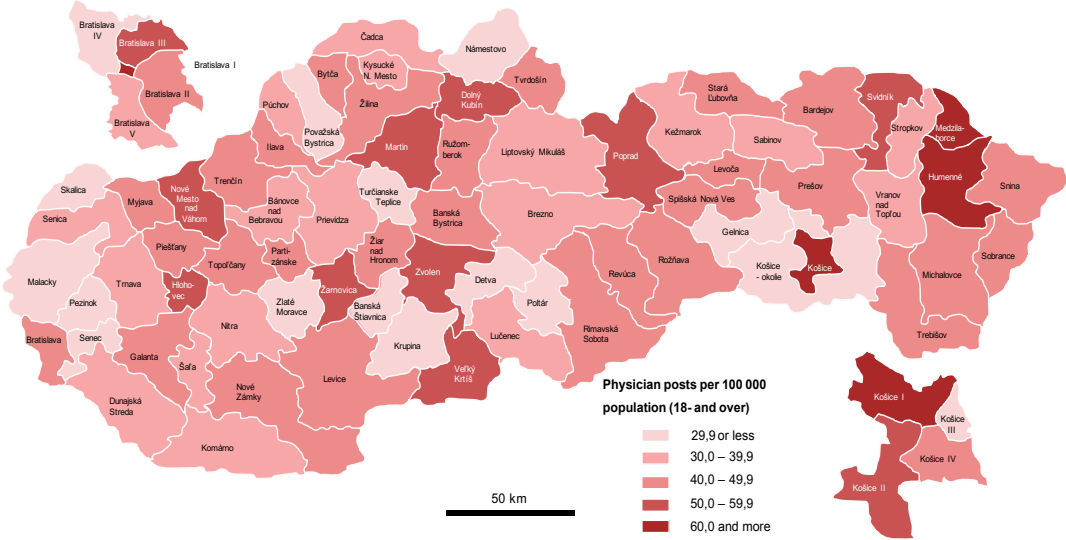 Bratislava
IV
Bratislava III
Bratislava I
Bratislava II
Bratislava
V
Čadca
Námestovo
Bytča
Kysucké
N. Mesto
Tvrdošín
Púchov
Žilina
Dolný
Kubín
Stará
Ľubovňa
Bardejov
Svidník
Stropkov
Medzila-
borce
Považská
Bystrica
Ilava
Martin
Ružom-
berok
Liptovský Mikuláš
Poprad
Kežmarok
Sabinov
Levoča
Prešov
Humenné
Snina
Skalica
Senica
Myjava
Nové
Mesto
nad
Váhom
Trenčín
Bánovce
nad
Bebravou
Prievidza
Turčianske
Teplice
Banská
Bystrica
Brezno
Spišská Nová Ves
Gelnica
Vranov
nad
Topľou
Sobrance
Malacky
Pezinok
Trnava
Piešťany
Hloho-
vec
Topoľčany
Parti-
zánske
Žiar
nad
Hronom
Zvolen
Detva
Revúca
Rožňava
Košice
- okolie
Košice
Michalovce
Zlaté
Moravce
Žarnovica
Banská
Štiavnica
Poltár
Bratislava
Senec
Galanta
Šaľa
Nitra
Krupina
Lučenec
Rimavská
Sobota
Trebišov
Dunajská
Streda
Nové
Zámky
Levice
Veľký
Krtíš
Komárno
Physician posts per 100 000
population (18- and over)
29,9 or less
30,0 – 39,9
40,0 – 49,9
50,0 – 59,9
60,0 and more
50 km
Košice I
Košice
III
Košice IV
Košice II